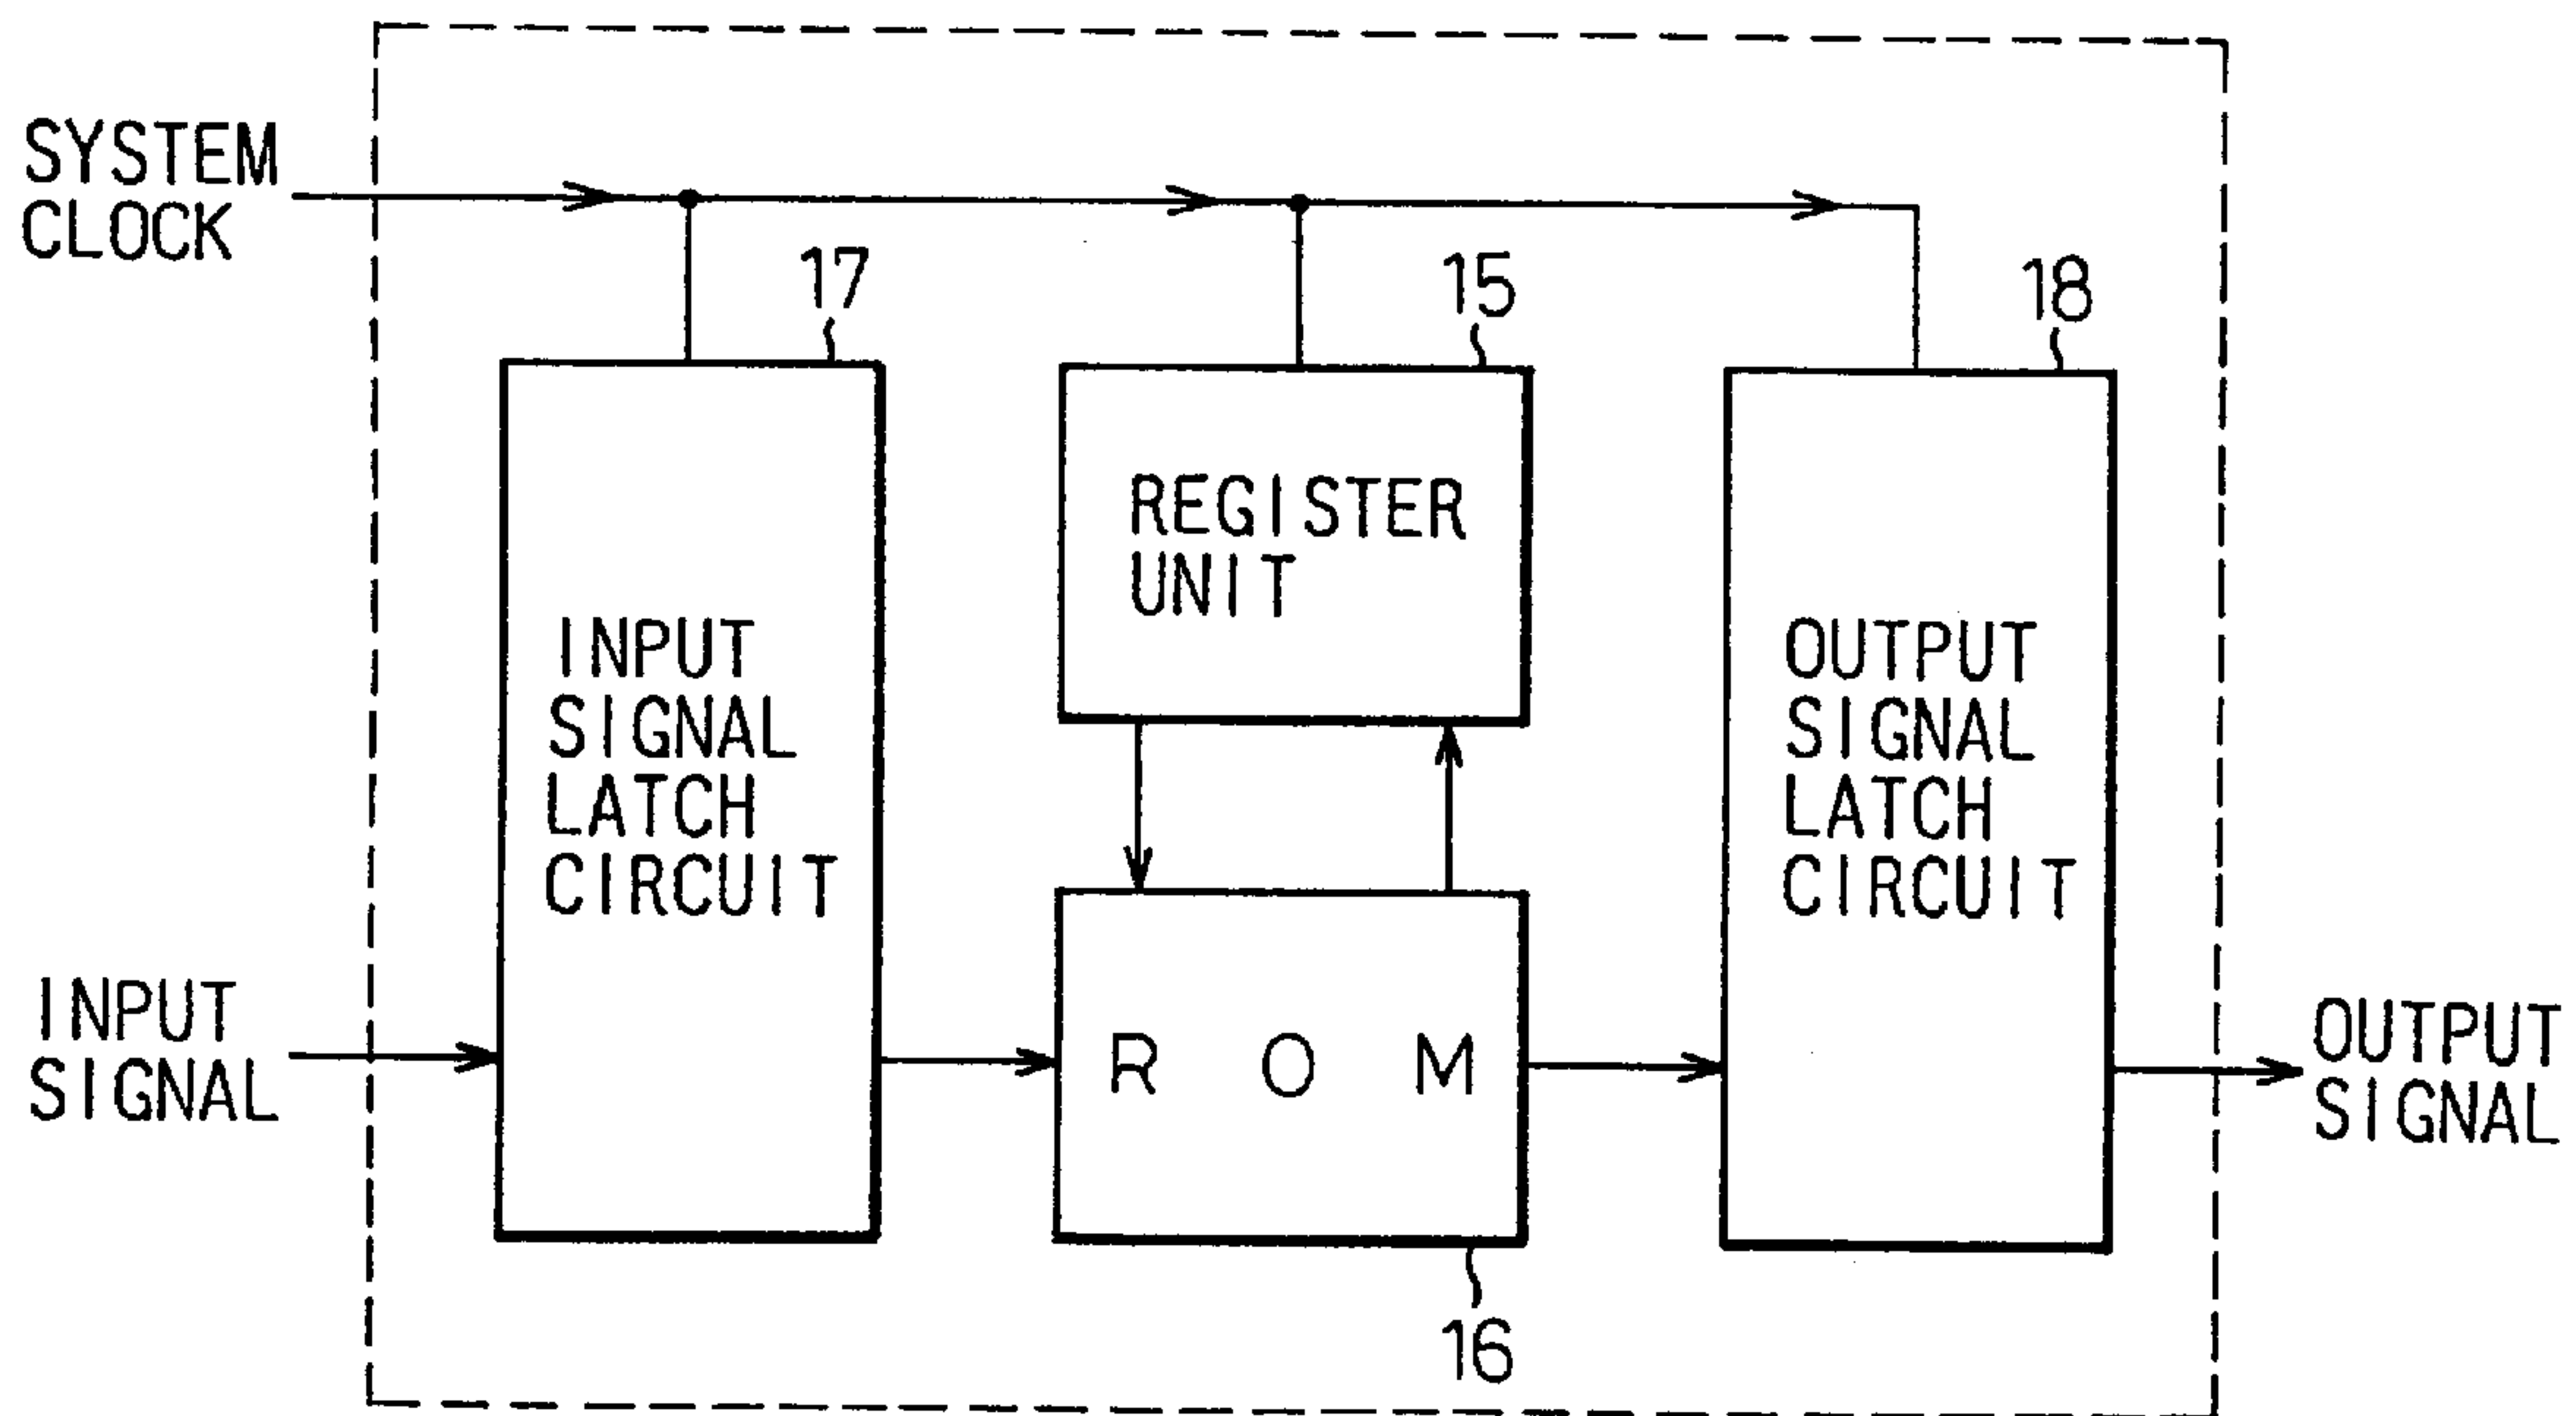 SYSTEM
CLOCK
17
15
18
REGISTER
UNIT
INPUT
SIGNAL
LATCH
CIRCUIT
OUTPUT
SIGNAL
LATCH
CIRCUIT
INPUT
SIGNAL
R O M
OUTPUT
SIGNAL
16